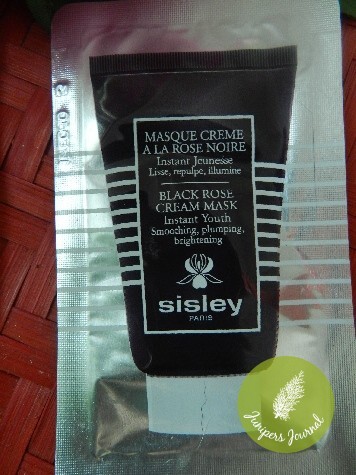 MASQUE CREME
A LA ROSE NOIRE
Instant Jeunesse
Lisse, repulpe, illumine
BLACK ROSE
CREAM MASK
Instant Youth
Smoothing, plumping,
brightening
sisley
PARIS
Junipers Journal